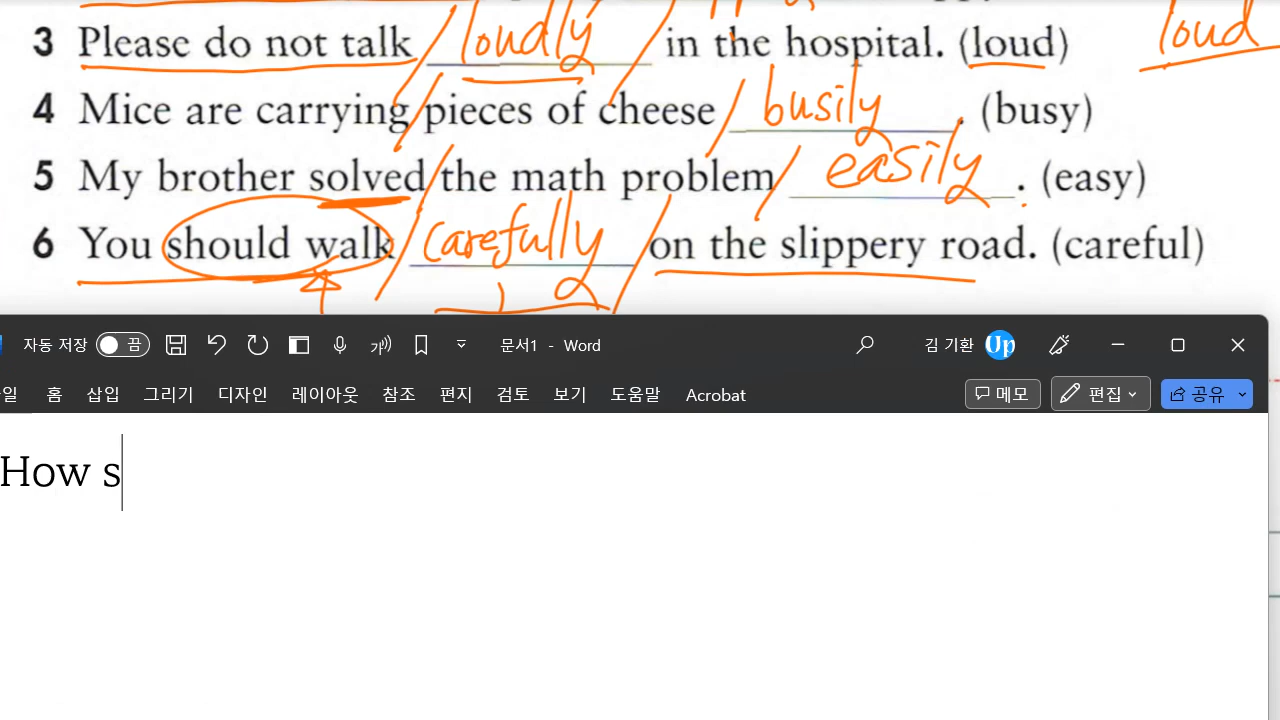 3 Please do not talk / loudly / in the hospital. (loud) loud
4 Mice are carrying / pieces of cheese / busily. (busy)
5 My brother solved / the math problem / easily. (easy)
6 You should walk / carefully / on the slippery road. (careful)
자동 저장 끔 가)) 문서1 - Word 김 기환 Up
일 홈 삽입 그리기 디자인 레이아웃 참조 편지 검토 보기 도움말 Acrobat 메모 편집 공유
How s